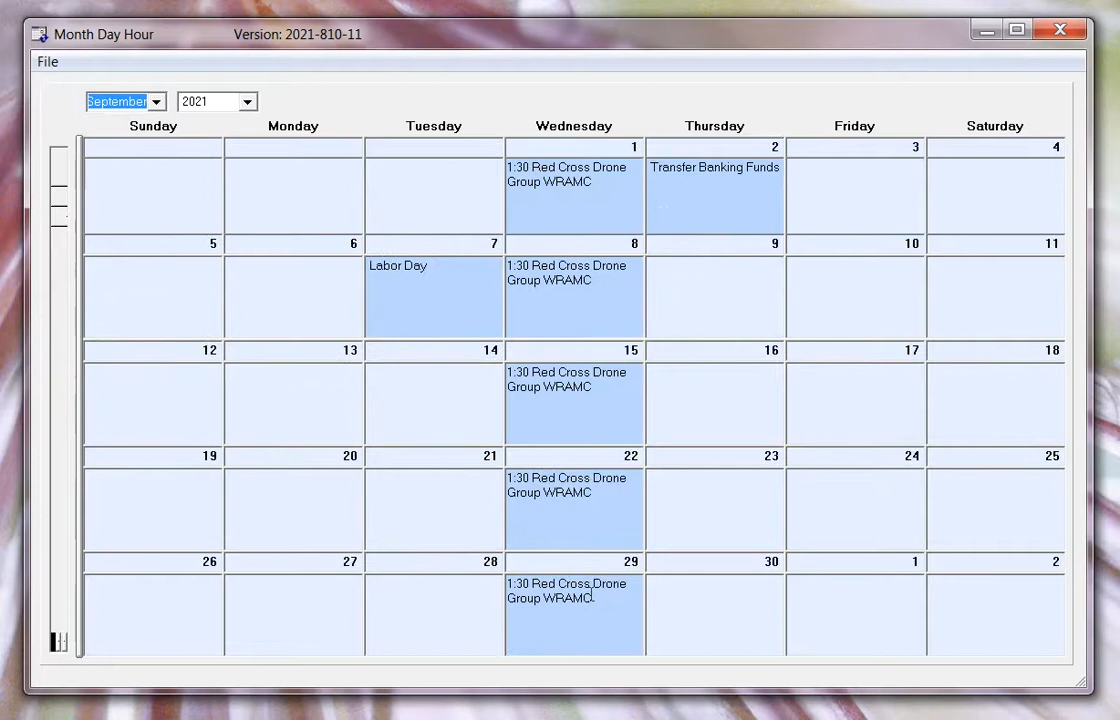 Month Day Hour Version: 2021-810-11
File
September 2021
Sunday Monday Tuesday Wednesday Thursday Friday Saturday
1 2 3 4
1:30 Red Cross Drone
Group WRAMC
Transfer Banking Funds
5 6 7 8 9 10 11
Labor Day
1:30 Red Cross Drone
Group WRAMC
12 13 14 15 16 17 18
1:30 Red Cross Drone
Group WRAMC
19 20 21 22 23 24 25
1:30 Red Cross Drone
Group WRAMC
26 27 28 29 30 1 2
1:30 Red Cross Drone
Group WRAMC